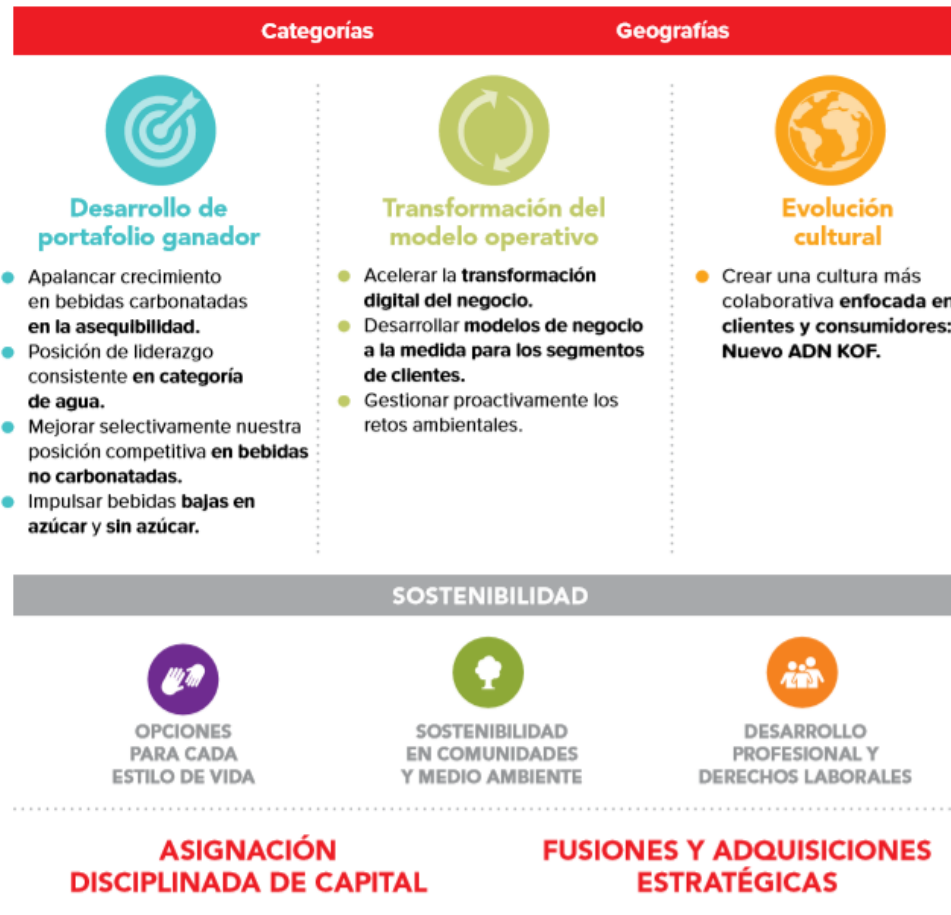 Categorías
Geografías
Desarrollo de
portafolio ganador
Apalancar crecimiento
en bebidas carbonatadas
en la asequibilidad.
Posición de liderazgo
consistente en categoría
de agua.
Mejorar selectivamente nuestra
posición competitiva en bebidas
no carbonatadas.
Impulsar bebidas bajas en
azúcar y sin azúcar.
Transformación del
modelo operativo
Acelerar la transformación
digital del negocio.
Desarrollar modelos de negocio
a la medida para los segmentos
de clientes.
Gestionar proactivamente los
retos ambientales.
Evolución
cultural
Crear una cultura más
colaborativa enfocada en
clientes y consumidores:
Nuevo ADN KOF.
SOSTENIBILIDAD
OPCIONES
PARA CADA
ESTILO DE VIDA
SOSTENIBILIDAD
EN COMUNIDADES
Y MEDIO AMBIENTE
DESARROLLO
PROFESIONAL Y
DERECHOS LABORALES
ASIGNACIÓN
DISCIPLINADA DE CAPITAL
FUSIONES Y ADQUISICIONES
ESTRATÉGICAS